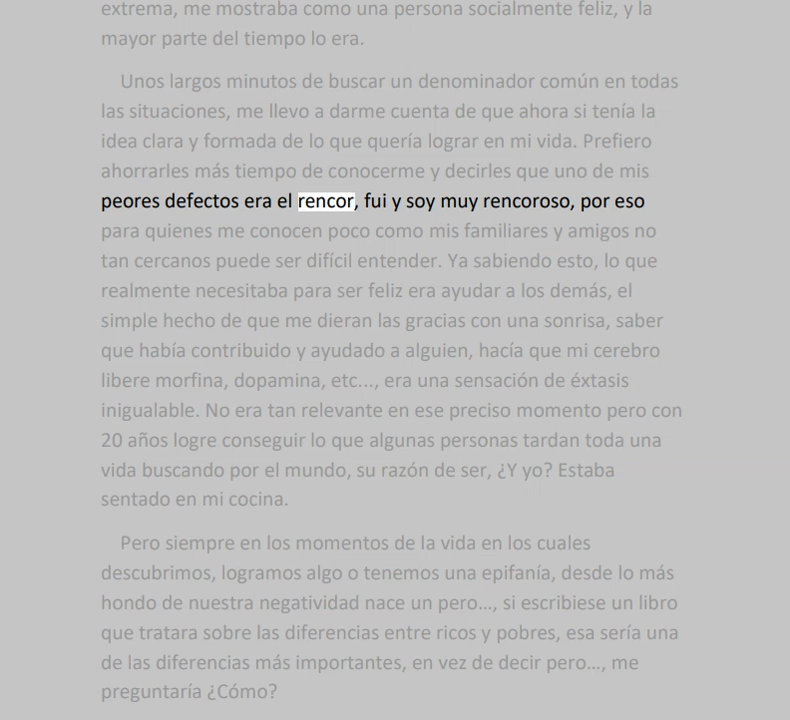 extrema, me mostraba como una persona socialmente feliz, y la
mayor parte del tiempo lo era.
Unos largos minutos de buscar un denominador común en todas
las situaciones, me llevo a darme cuenta de que ahora si tenía la
idea clara y formada de lo que quería lograr en mi vida. Prefiero
ahorrarles más tiempo de conocerme y decirles que uno de mis
peores defectos era el rencor, fui y soy muy rencoroso, por eso
para quienes me conocen poco como mis familiares y amigos no
tan cercanos puede ser difícil entender. Ya sabiendo esto, lo que
realmente necesitaba para ser feliz era ayudar a los demás, el
simple hecho de que me dieran las gracias con una sonrisa, saber
que había contribuido y ayudado a alguien, hacía que mi cerebro
libere morfina, dopamina, etc..., era una sensación de éxtasis
inigualable. No era tan relevante en ese preciso momento pero con
20 años logre conseguir lo que algunas personas tardan toda una
vida buscando por el mundo, su razón de ser, ¿Y yo? Estaba
sentado en mi cocina.
Pero siempre en los momentos de la vida en los cuales
descubrimos, logramos algo o tenemos una epifanía, desde lo más
hondo de nuestra negatividad nace un pero..., si escribiese un libro
que tratara sobre las diferencias entre ricos y pobres, esa sería una
de las diferencias más importantes, en vez de decir pero..., me
preguntaría ¿Cómo?